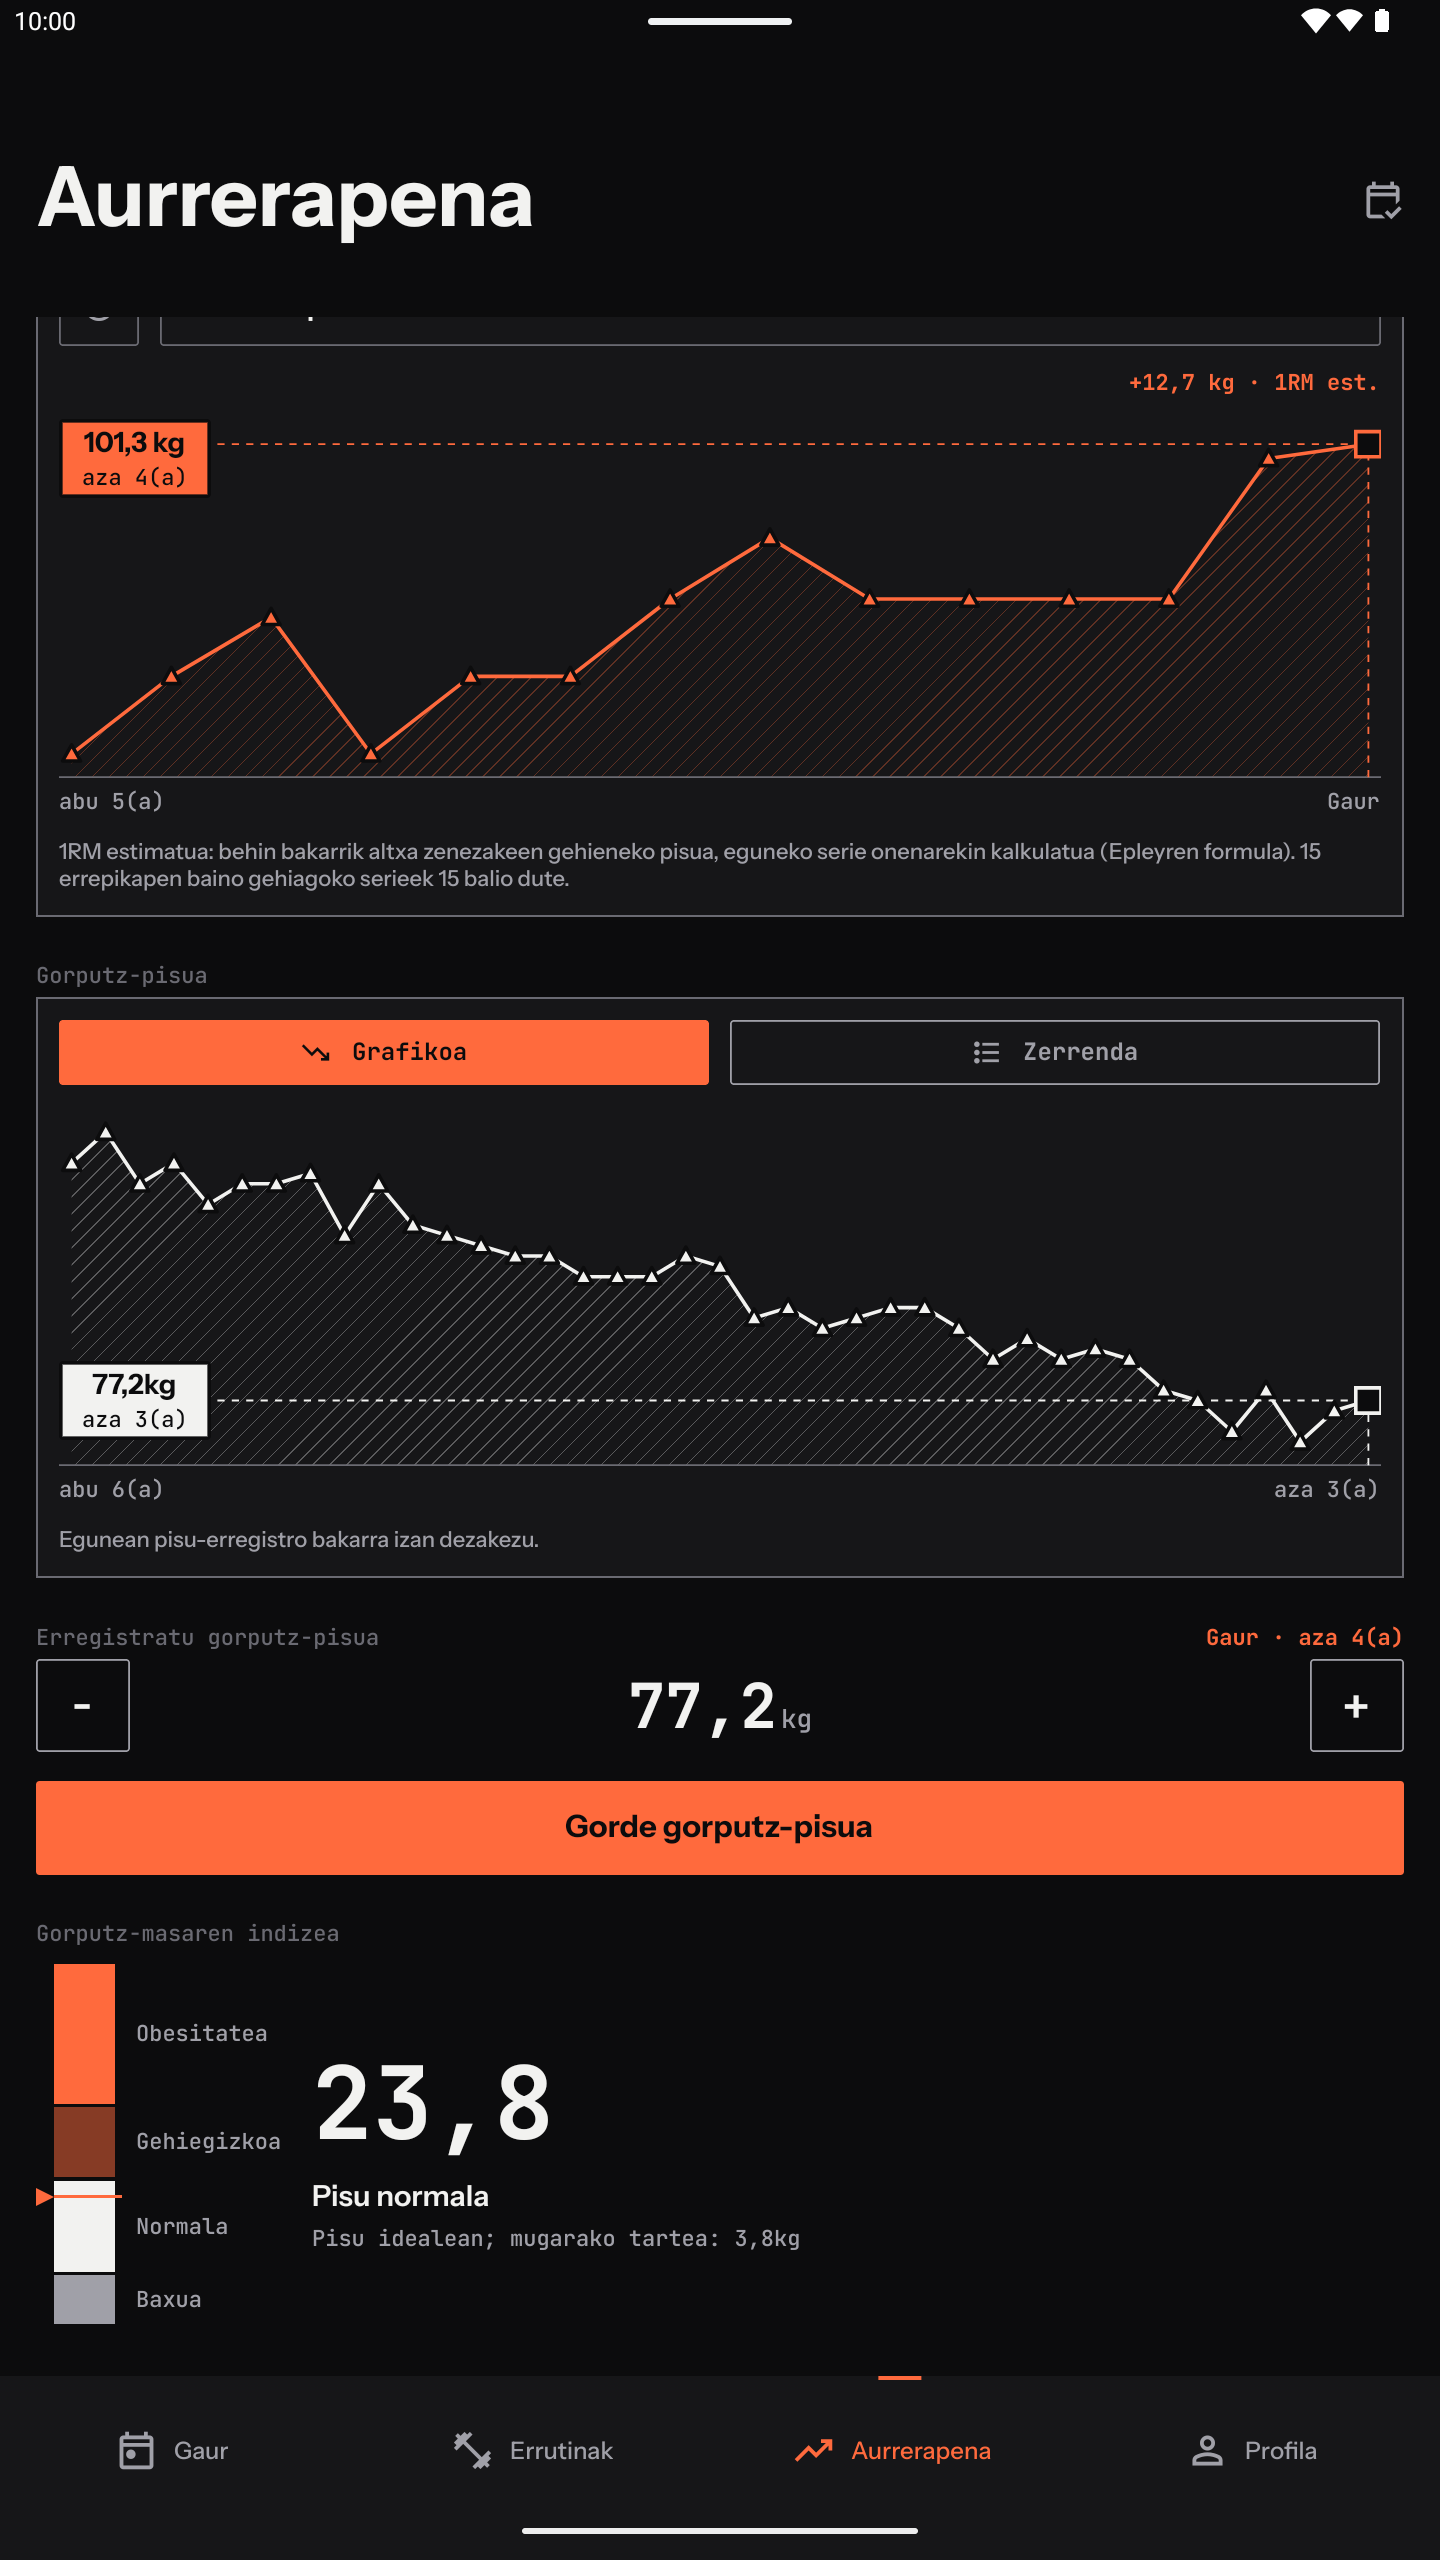 10:00
Aurrerapena
+12,7 kg · 1RM est.
101,3 kg
aza 4(a)
abu 5(a)
Gaur
1RM estimatua: behin bakarrik altxa zenezakeen gehieneko pisua, eguneko serie onenarekin kalkulatua (Epleyren formula). 15
errepikapen baino gehiagoko serieek 15 balio dute.
Gorputz-pisua
Grafikoa
Zerrenda
77,2kg
aza 3(a)
abu 6(a)
aza 3(a)
Egunean pisu-erregistro bakarra izan dezakezu.
Erregistratu gorputz-pisua
Gaur · aza 4(a)
-
77,2kg
+
Gorde gorputz-pisua
Gorputz-masaren indizea
Obesitatea
Gehiegizkoa
Normala
Baxua
23,8
Pisu normala
Pisu idealean; mugarako tartea: 3,8kg
Gaur
Errutinak
Aurrerapena
Profila